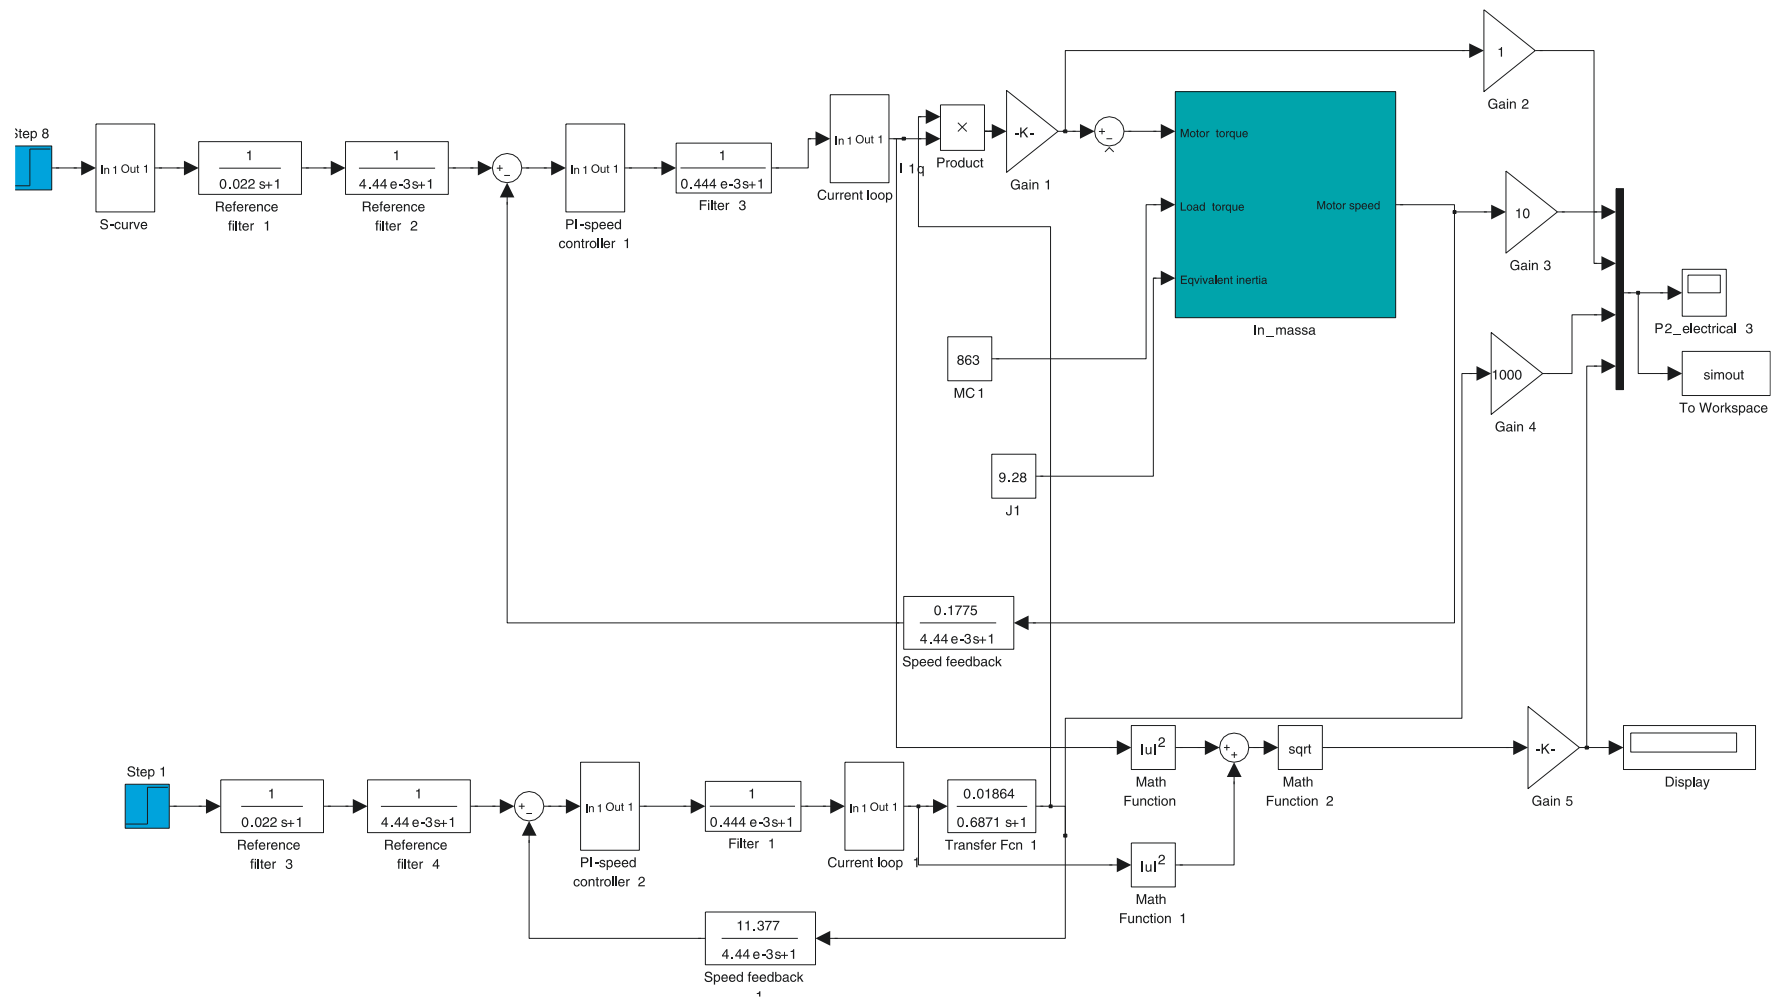 Step 8
In 1 Out 1
S-curve
1
0.022 s+1
Reference
filter 1
1
4.44 e-3s+1
Reference
filter 2
+
−
In 1 Out 1
PI-speed
controller 1
1
0.444 e-3s+1
Filter 3
In 1 Out 1
Current loop
I 1q
×
Product
-K-
Gain 1
+
−
Motor torque
Load torque
Eqvivalent inertia
Motor speed
In_massa
1
Gain 2
10
Gain 3
1000
Gain 4
P2_electrical 3
simout
To Workspace
863
MC1
9.28
J1
0.1775
4.44 e-3s+1
Speed feedback
Step 1
1
0.022 s+1
Reference
filter 3
1
4.44 e-3s+1
Reference
filter 4
+
−
In 1 Out 1
PI-speed
controller 2
1
0.444 e-3s+1
Filter 1
In 1 Out 1
Current loop 1
0.01864
0.6871 s+1
Transfer Fcn 1
|u|²
Math
Function
+
+
sqrt
Math
Function 2
-K-
Gain 5
Display
|u|²
Math
Function 1
11.377
4.44 e-3s+1
Speed feedback
1